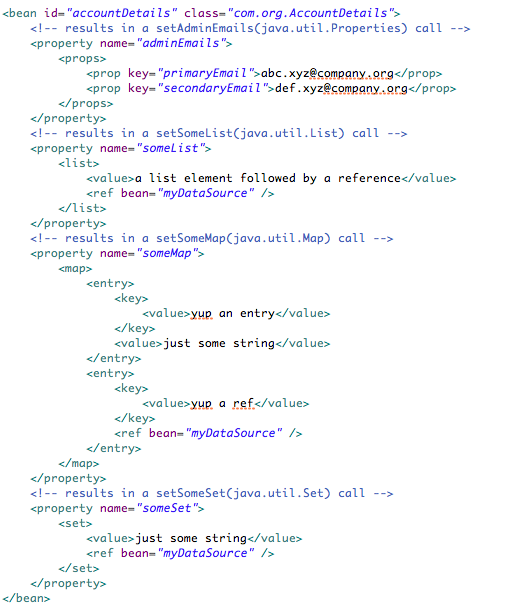 <bean id="accountDetails" class="com.org.AccountDetails">
    <!-- results in a setAdminEmails(java.util.Properties) call -->
    <property name="adminEmails">
        <props>
            <prop key="primaryEmail">abc.xyz@company.org</prop>
            <prop key="secondaryEmail">def.xyz@company.org</prop>
        </props>
    </property>
    <!-- results in a setSomeList(java.util.List) call -->
    <property name="someList">
        <list>
            <value>a list element followed by a reference</value>
            <ref bean="myDataSource" />
        </list>
    </property>
    <!-- results in a setSomeMap(java.util.Map) call -->
    <property name="someMap">
        <map>
            <entry>
                <key>
                    <value>yup an entry</value>
                </key>
                <value>just some string</value>
            </entry>
            <entry>
                <key>
                    <value>yup a ref</value>
                </key>
                <ref bean="myDataSource" />
            </entry>
        </map>
    </property>
    <!-- results in a setSomeSet(java.util.Set) call -->
    <property name="someSet">
        <set>
            <value>just some string</value>
            <ref bean="myDataSource" />
        </set>
    </property>
</bean>